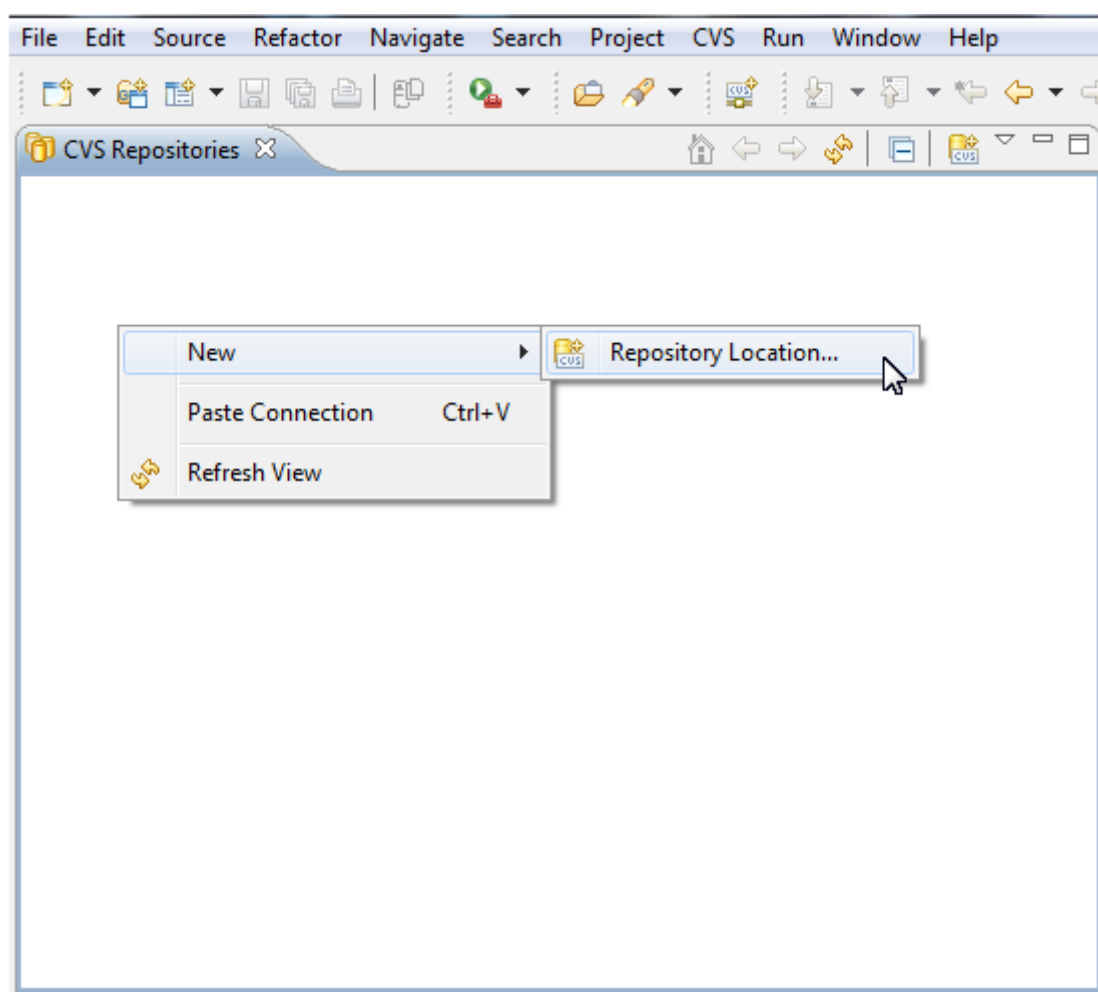 File Edit Source Refactor Navigate Search Project CVS Run Window Help
CVS Repositories
New
Repository Location...
Paste Connection Ctrl+V
Refresh View